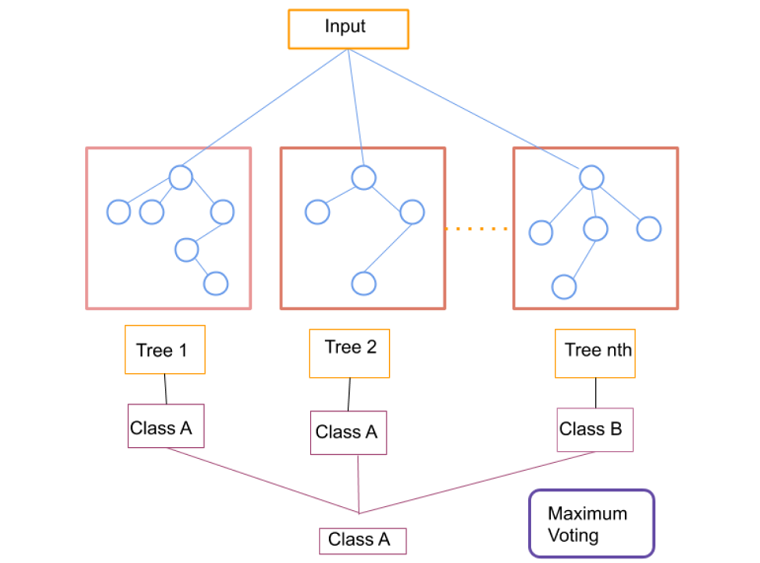 Input
Tree 1
Tree 2
Tree nth
Class A
Class A
Class B
Class A
Maximum
Voting